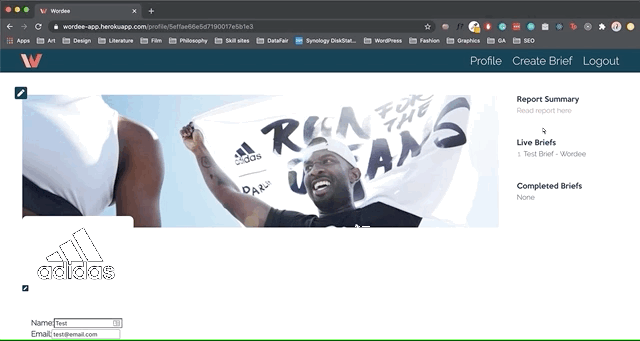 Wordee
wordee-app.herokuapp.com/profile/5effae66e5d7190017e5b1e3
Apps Art Design Literature Film Philosophy Skill sites DataFair Synology DiskStat... WordPress Fashion Graphics GA SEO
W
Profile Create Brief Logout
RUN FOR THE OCEANS
adidas
PARLEY
Report Summary
Read report here
Live Briefs
1 Test Brief - Wordee
Completed Briefs
None
adidas
Name: Test
Email: test@email.com